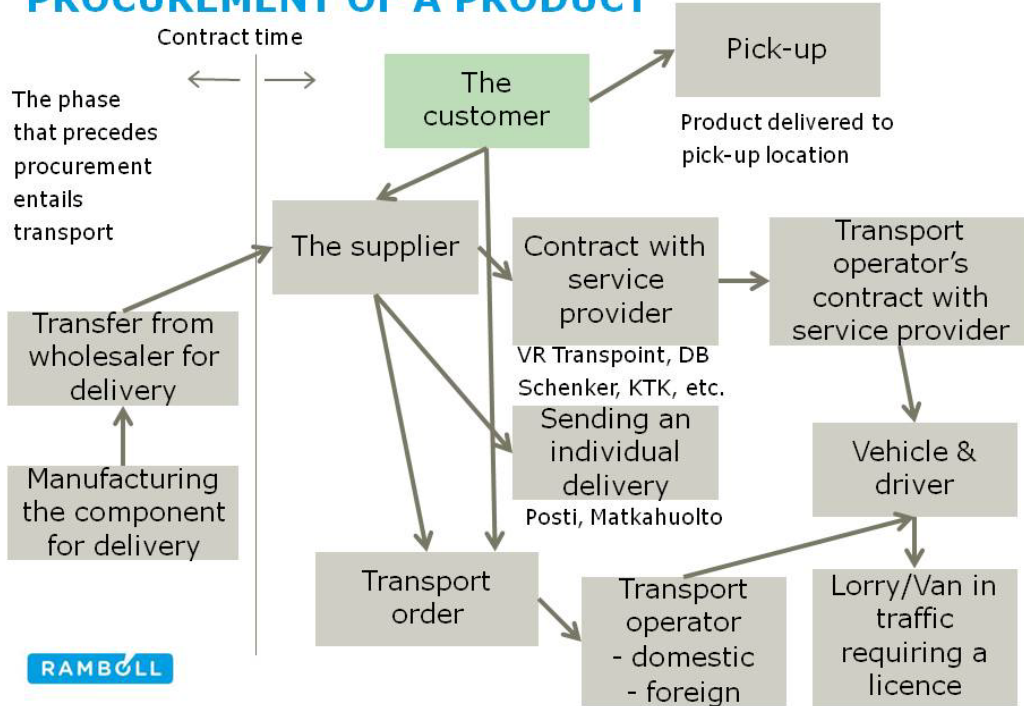 PROCUREMENT OF A PRODUCT
Contract time
The phase
that precedes
procurement
entails
transport
The
customer
Pick-up
Product delivered to
pick-up location
The supplier
Contract with
service
provider
Transport
operator’s
contract with
service provider
Transfer from
wholesaler for
delivery
VR Transpoint, DB
Schenker, KTK, etc.
Sending an
individual
delivery
Posti, Matkahuolto
Vehicle &
driver
Manufacturing
the component
for delivery
Transport
order
Transport
operator
- domestic
- foreign
Lorry/Van in
traffic
requiring a
licence
RAMBOLL